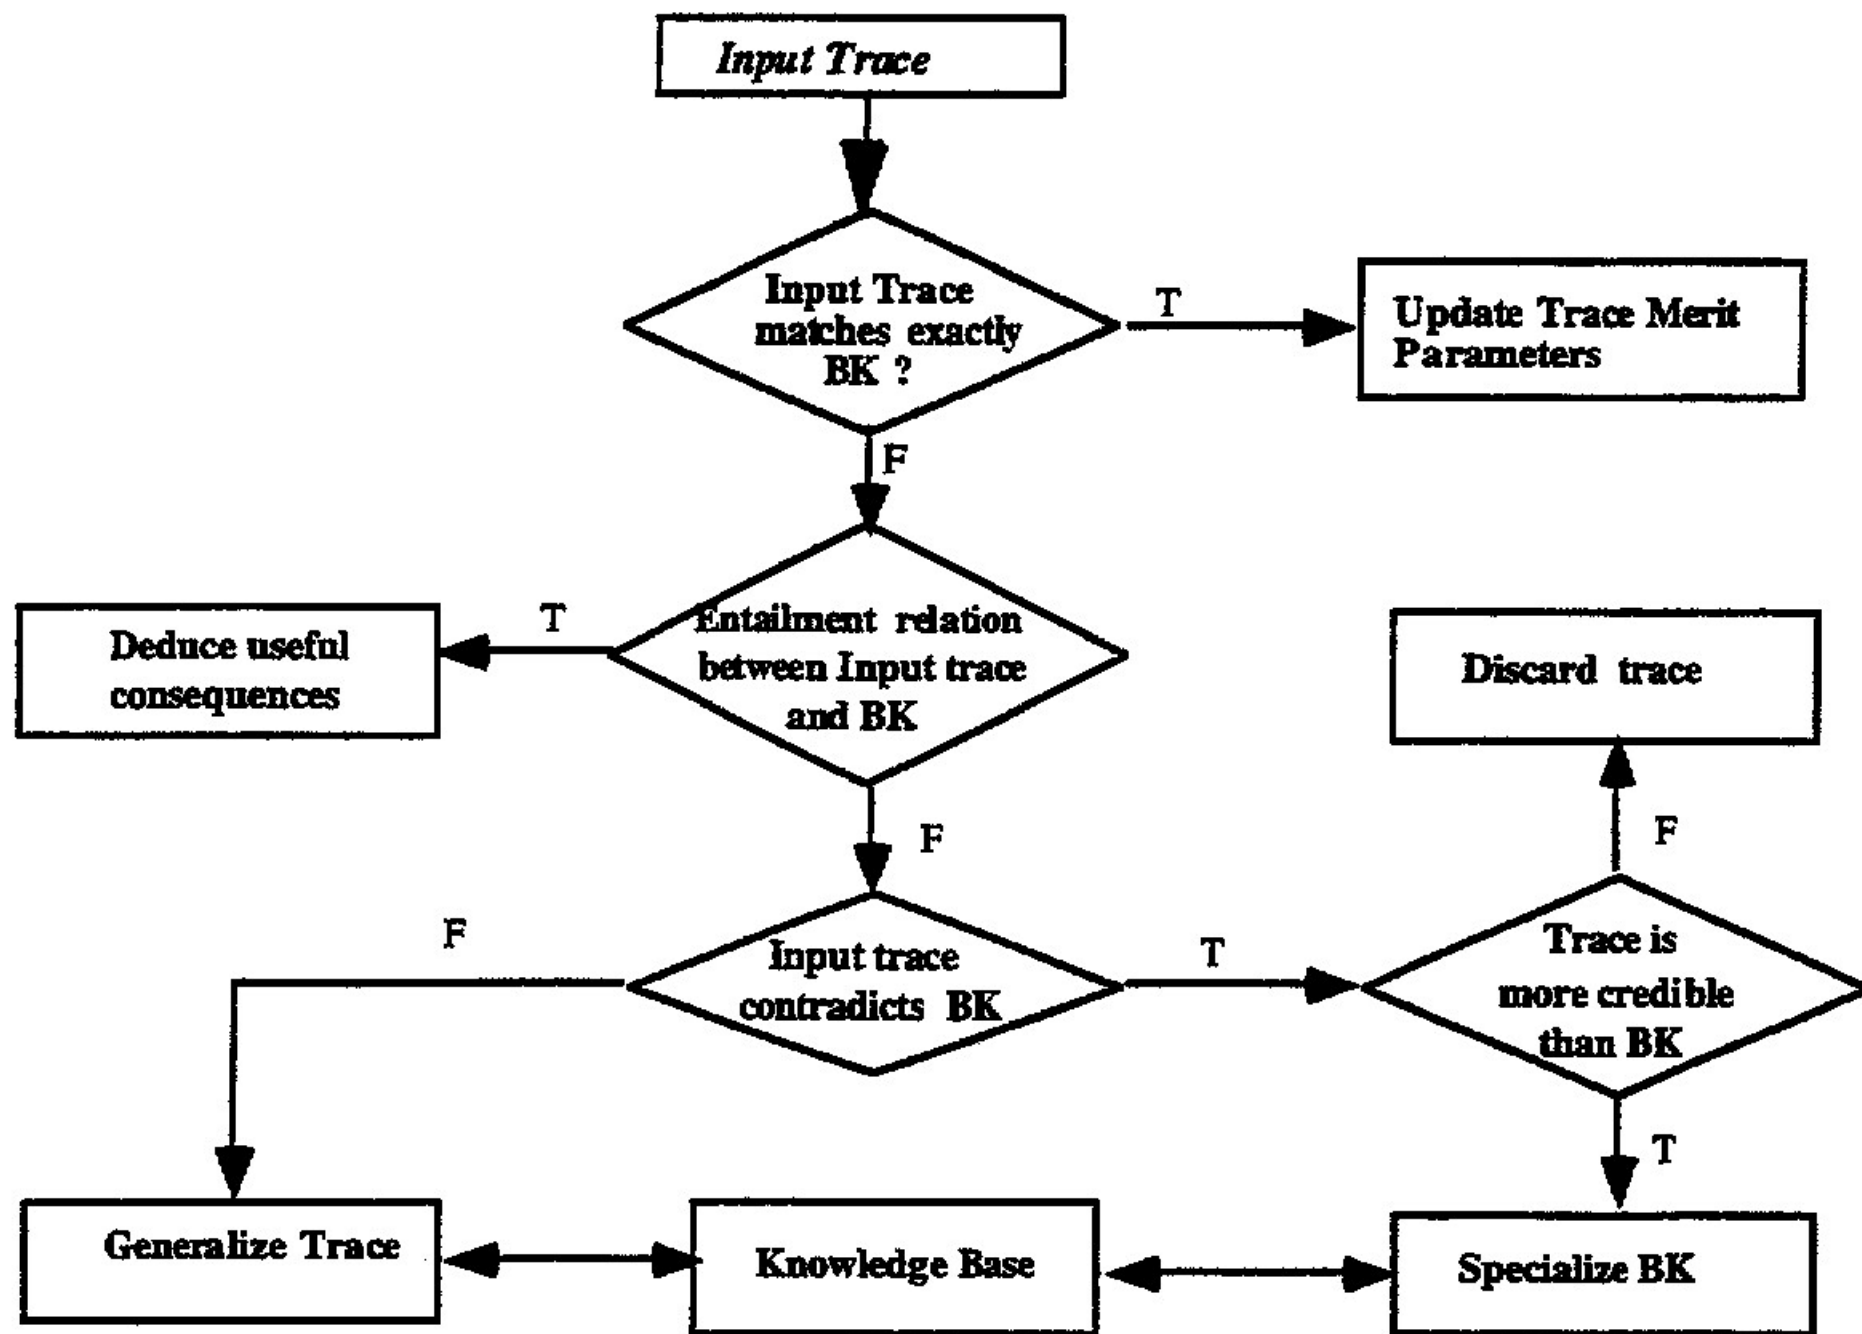 Input Trace
Input Trace
matches exactly
BK ?
T
Update Trace Merit
Parameters
F
Entailment relation
between Input trace
and BK
T
Deduce useful
consequences
F
Discard trace
F
Input trace
contradicts BK
F
T
Trace is
more credible
than BK
T
Generalize Trace
Knowledge Base
Specialize BK